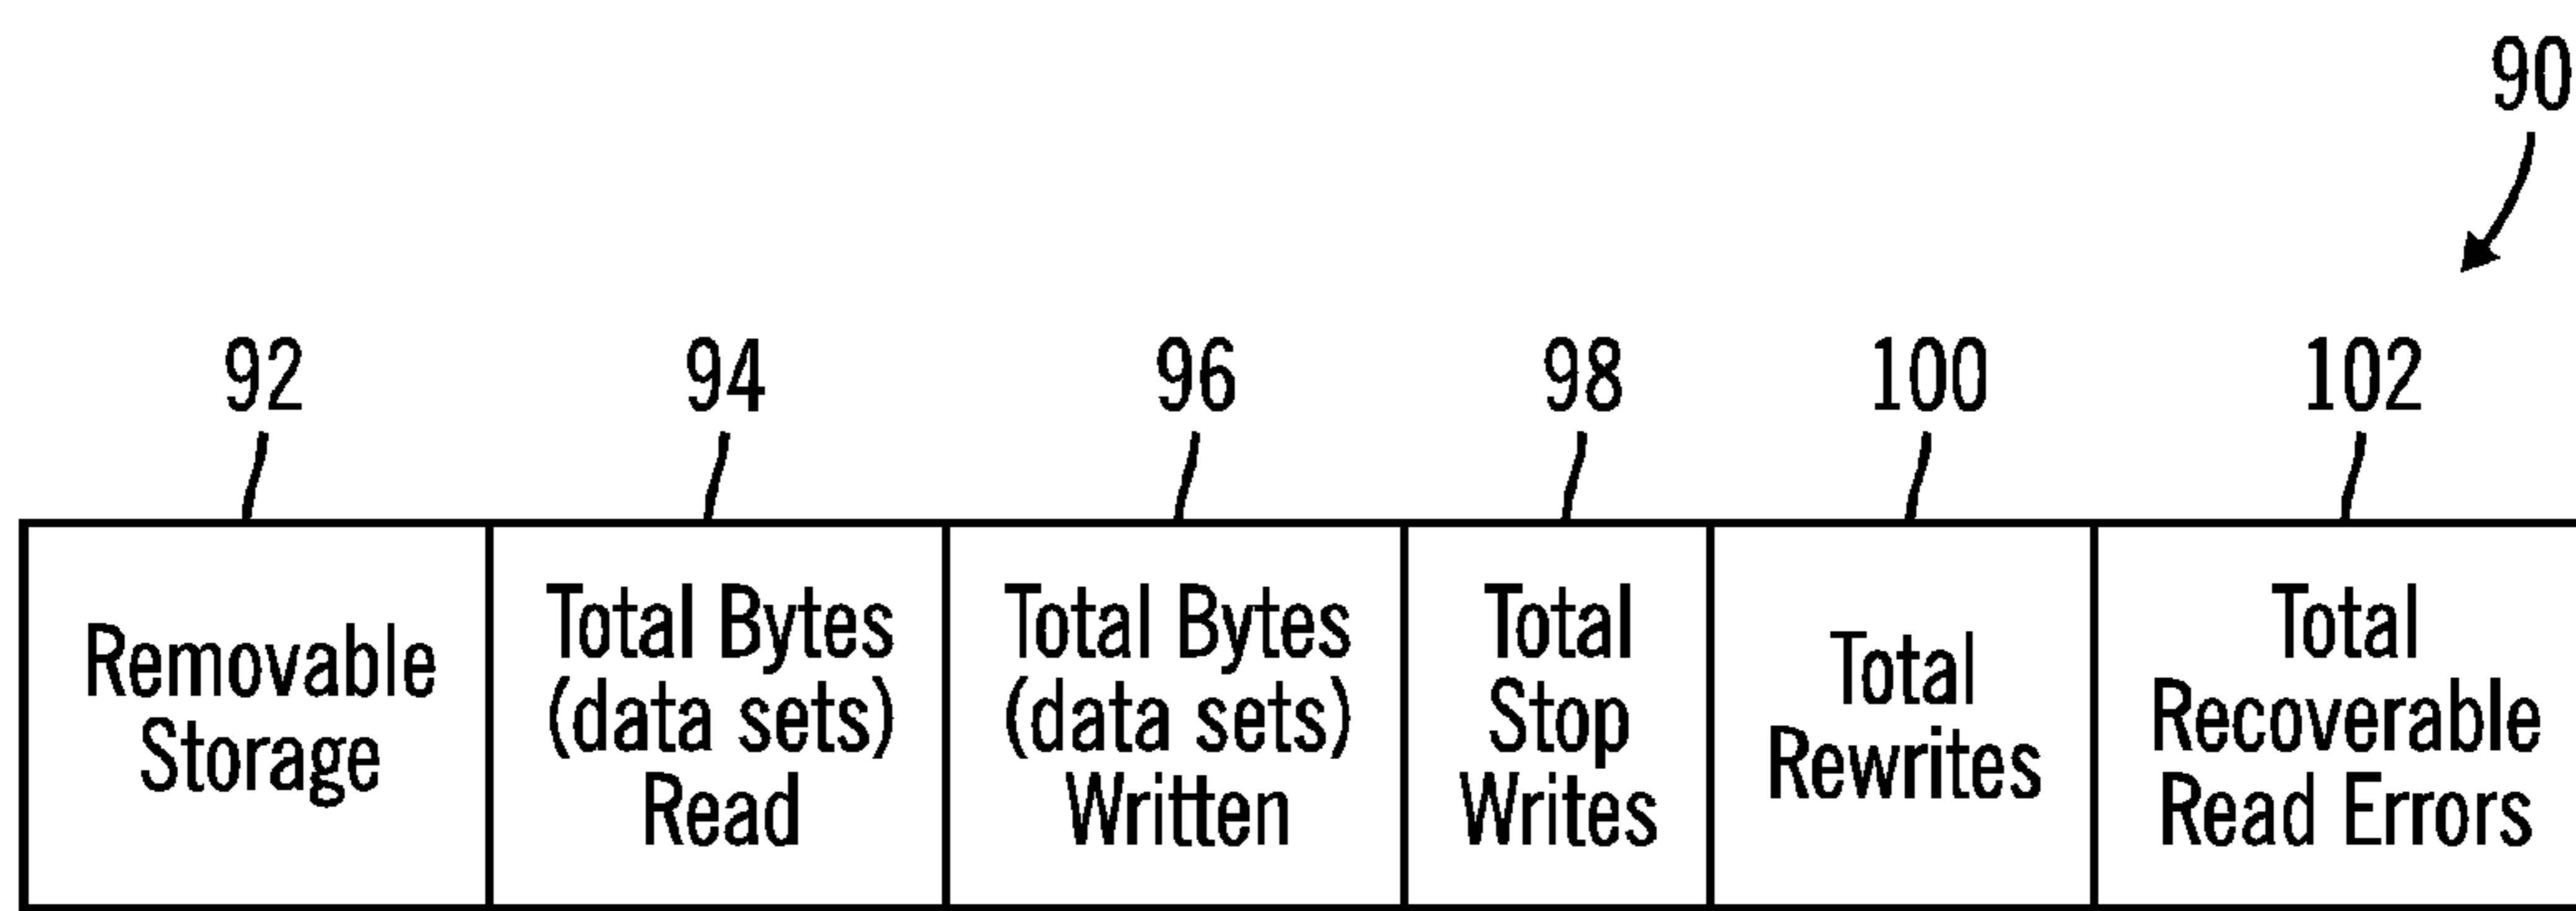 90
92
94
96
98
100
102
Removable
Storage
Total Bytes
(data sets)
Read
Total Bytes
(data sets)
Written
Total
Stop
Writes
Total
Rewrites
Total
Recoverable
Read Errors